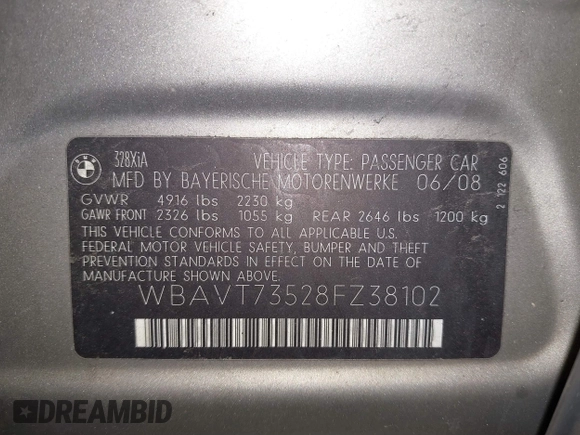 BMW
328XiA VEHICLE TYPE: PASSENGER CAR
MFD BY BAYERISCHE MOTORENWERKE 06/08
GVWR 4916 lbs 2230 kg
GAWR FRONT 2326 lbs 1055 kg REAR 2646 lbs 1200 kg
THIS VEHICLE CONFORMS TO ALL APPLICABLE U.S.
FEDERAL MOTOR VEHICLE SAFETY, BUMPER AND THEFT
PREVENTION STANDARDS IN EFFECT ON THE DATE OF
MANUFACTURE SHOWN ABOVE.
WBAVT73528FZ38102
2 122 606
DREAMBID